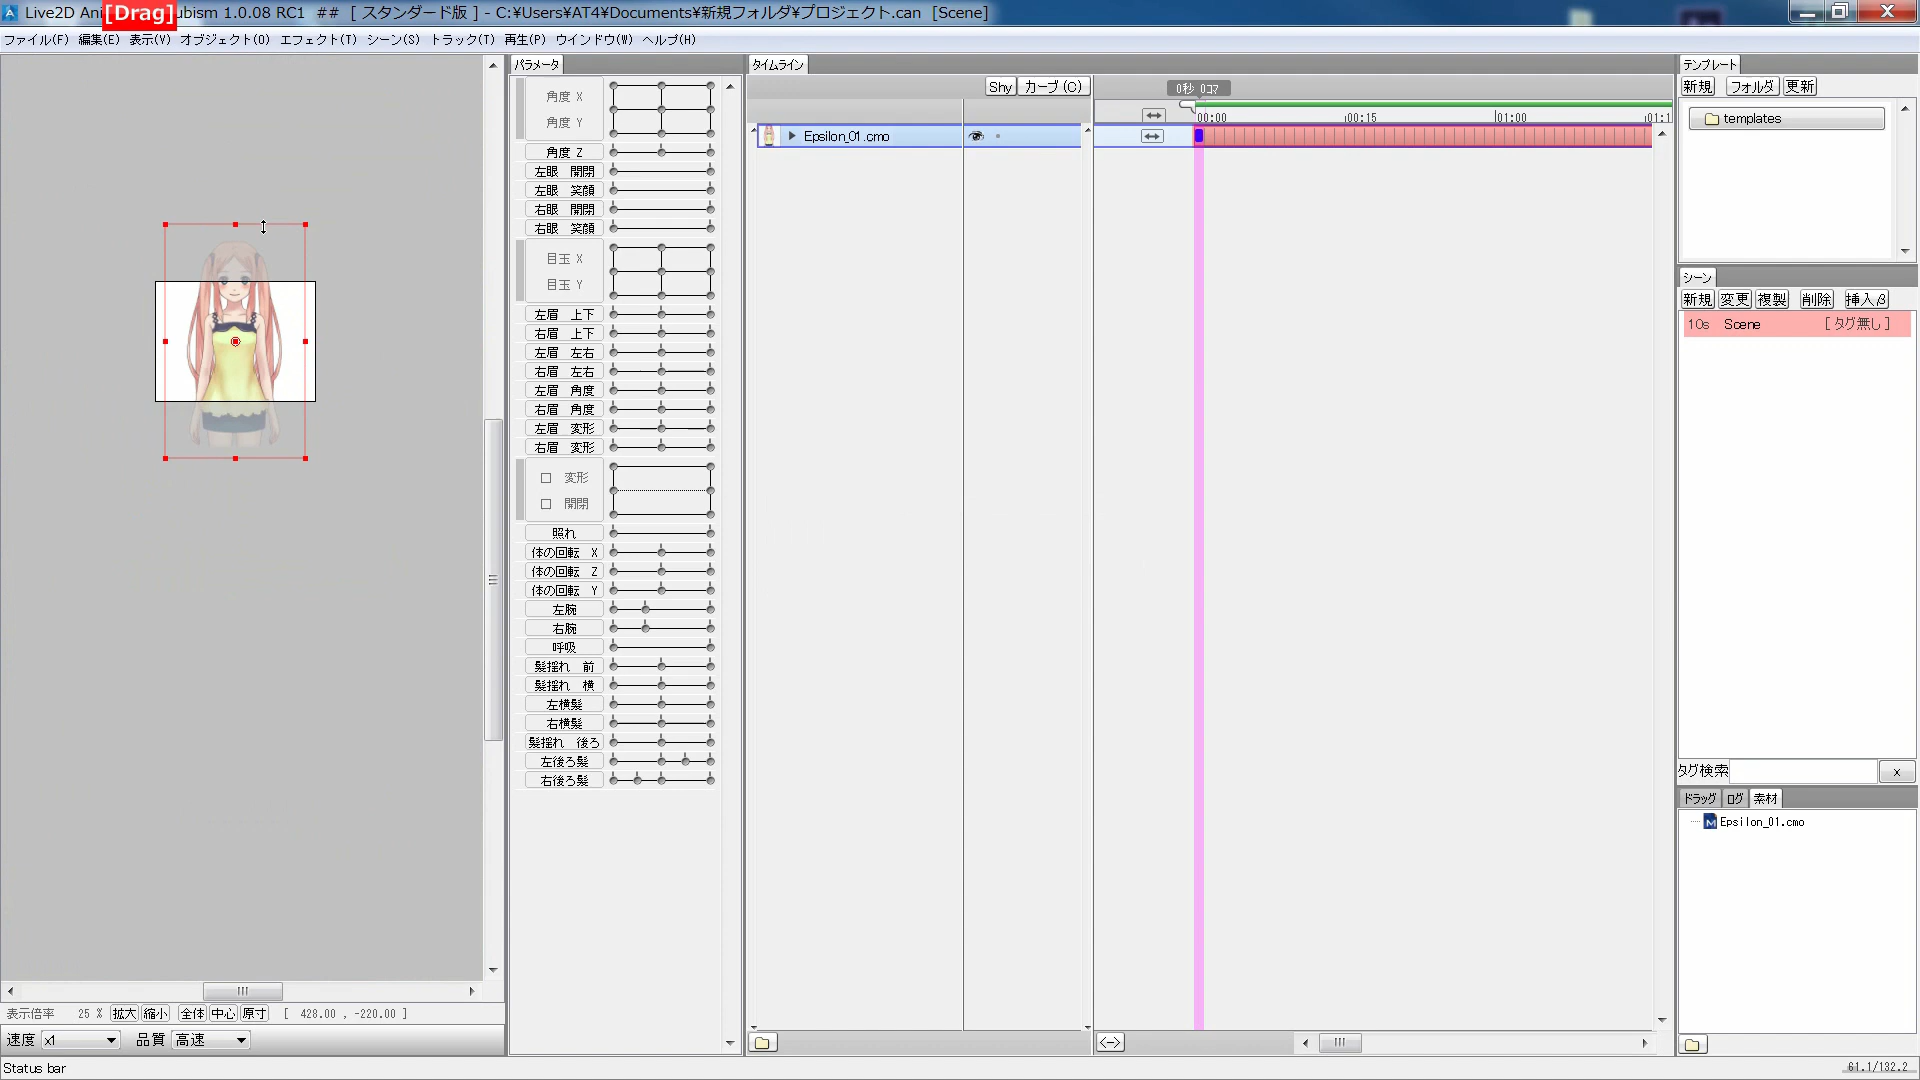 Live2D Ani[Drag]ubism 1.0.08 RC1 ## [ スタンダード版 ] - C:¥Users¥AT4¥Documents¥新規フォルダ¥プロジェクト.can [Scene]
ファイル(F) 編集(E) 表示(V) オブジェクト(O) エフェクト(T) シーン(S) トラック(T) 再生(P) ウインドウ(W) ヘルプ(H)
パラメータ
角度 X
角度 Y
角度 Z
左眼 開閉
左眼 笑顔
右眼 開閉
右眼 笑顔
目玉 X
目玉 Y
左眉 上下
右眉 上下
左眉 左右
右眉 左右
左眉 角度
右眉 角度
左眉 変形
右眉 変形
口 変形
口 開閉
照れ
体の回転 X
体の回転 Z
体の回転 Y
左腕
右腕
呼吸
髪揺れ 前
髪揺れ 横
左横髪
右横髪
髪揺れ 後ろ
左後ろ髪
右後ろ髪
タイムライン
Shy カーブ (C)
0秒 0コマ
00:00 00:15 01:00 01:1
Epsilon_01.cmo
テンプレート
新規 フォルダ 更新
templates
シーン
新規 変更 複製 削除 挿入β
10s Scene [ タグ無し ]
タグ検索 x
ドラッグ ログ 素材
Epsilon_01.cmo
表示倍率 25 % 拡大 縮小 全体 中心 原寸 [ 428.00 , -220.00 ]
速度 x1 品質 高速
Status bar
61.1/132.2